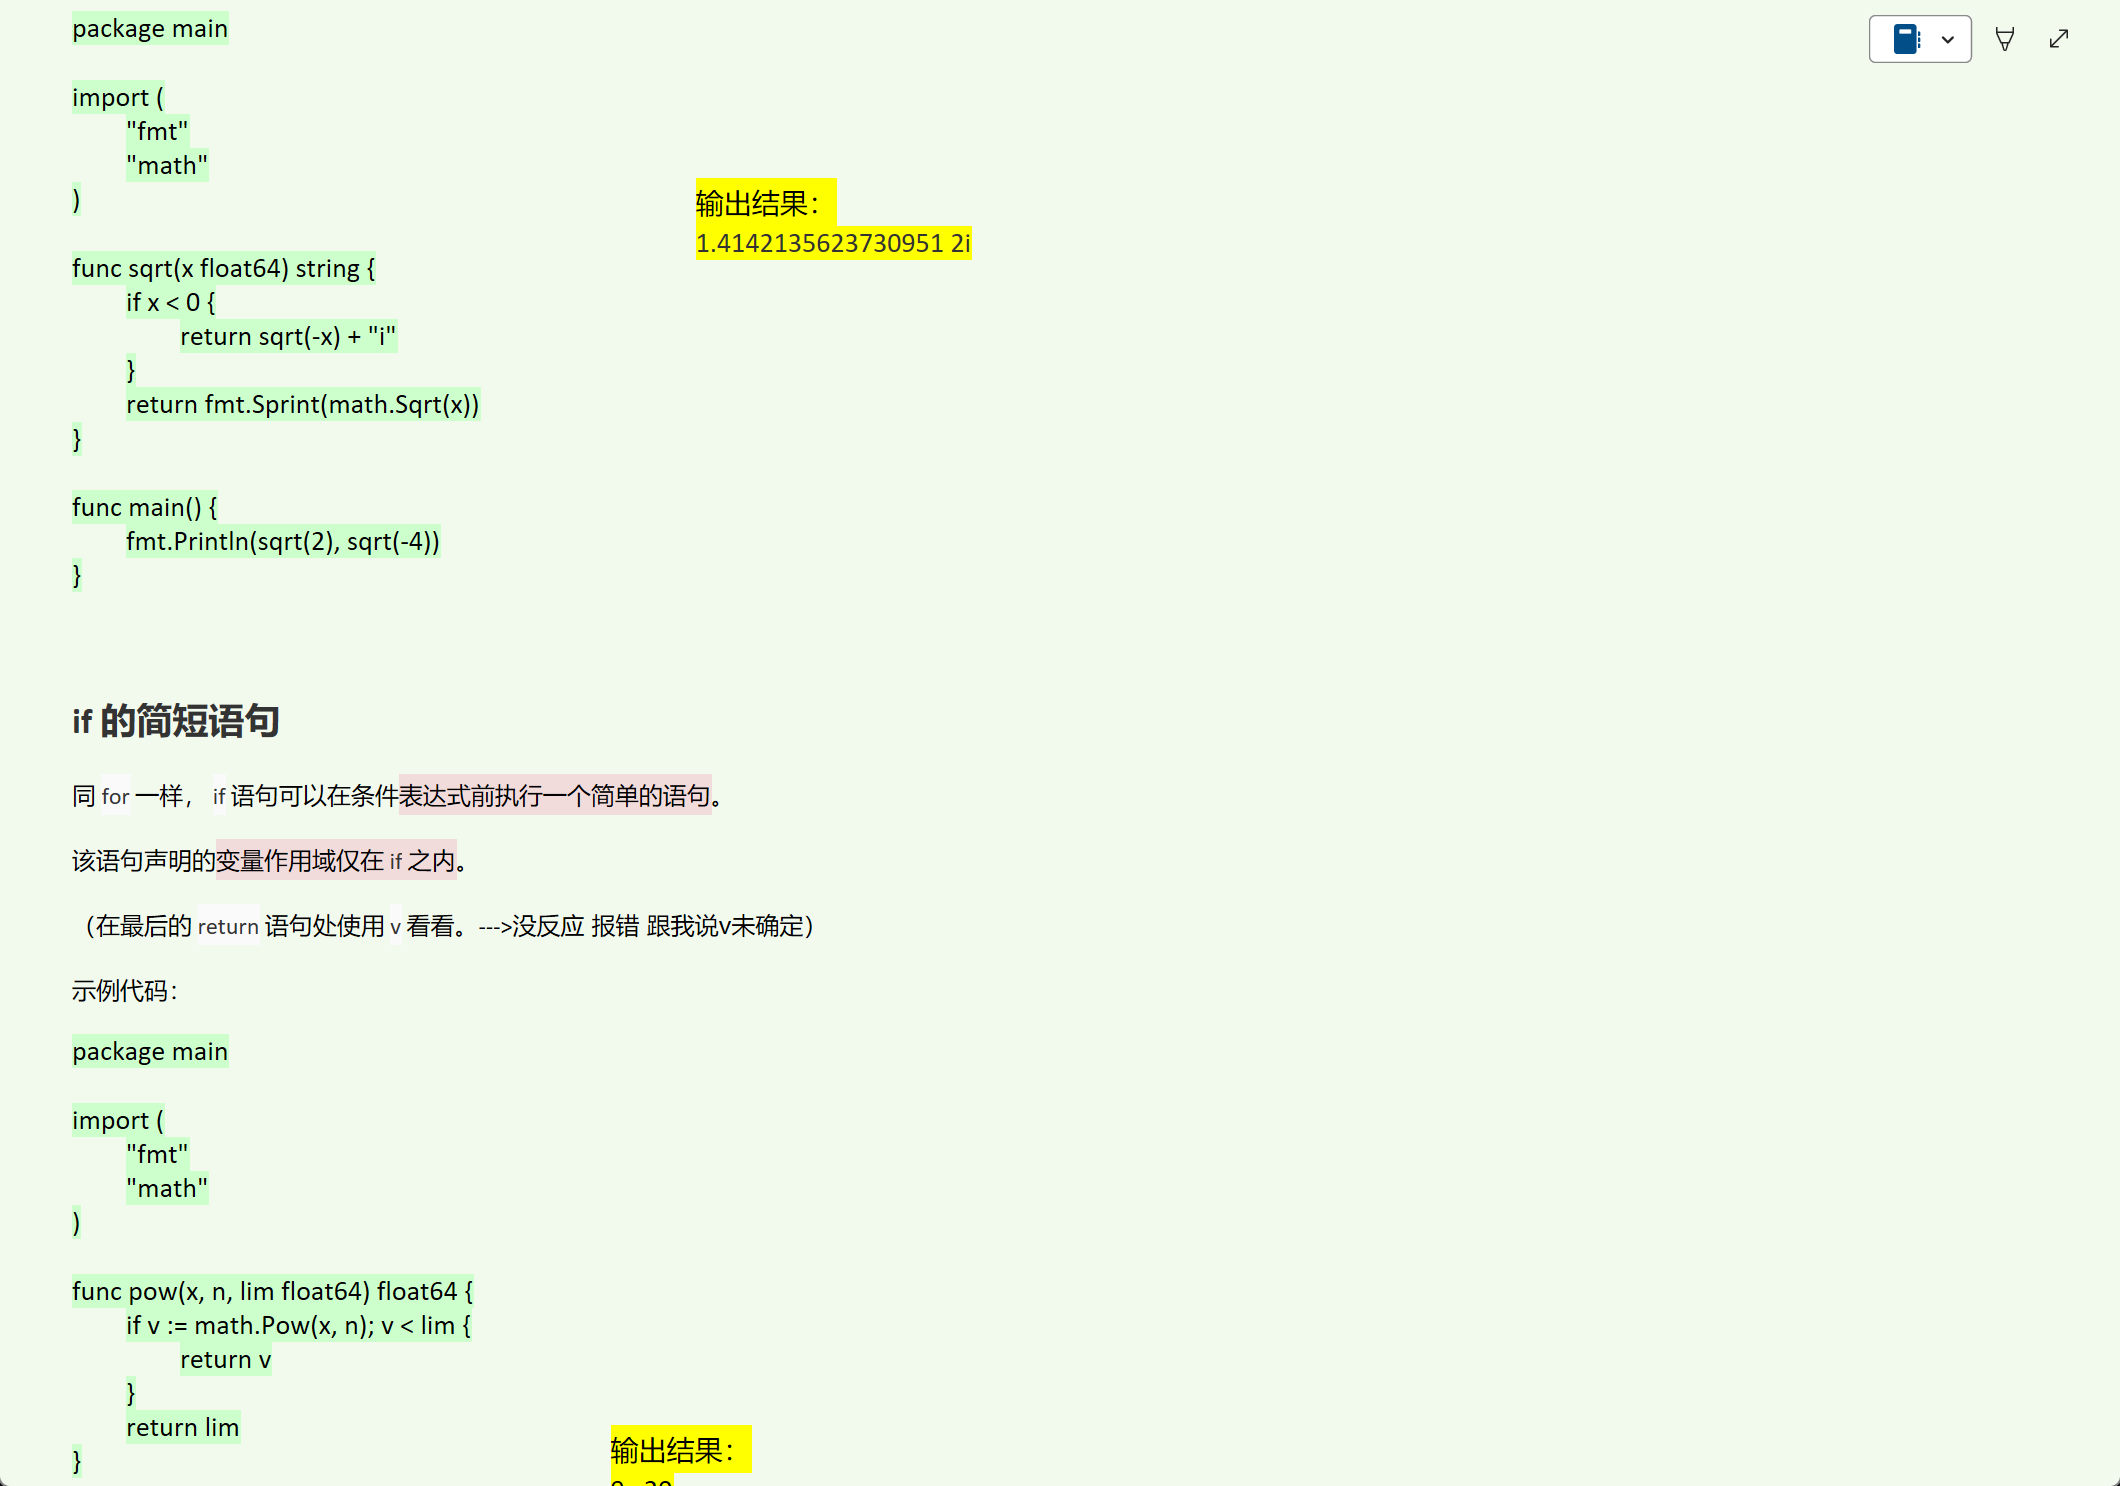 package main
import (
"fmt"
"math"
)
输出结果：
1.4142135623730951 2i
func sqrt(x float64) string {
if x < 0 {
return sqrt(-x) + "i"
}
return fmt.Sprint(math.Sqrt(x))
}
func main() {
fmt.Println(sqrt(2), sqrt(-4))
}
if 的简短语句
同 for 一样， if 语句可以在条件表达式前执行一个简单的语句。
该语句声明的变量作用域仅在 if 之内。
（在最后的 return 语句处使用 v 看看。--->没反应 报错 跟我说v未确定）
示例代码：
package main
import (
"fmt"
"math"
)
func pow(x, n, lim float64) float64 {
if v := math.Pow(x, n); v < lim {
return v
}
return lim
}
输出结果：